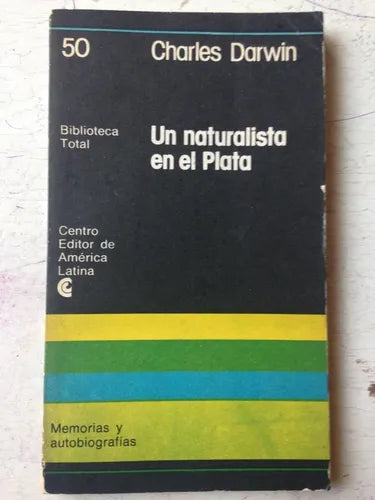 50
Charles Darwin
Biblioteca
Total
Un naturalista
en el Plata
Centro
Editor de
América
Latina
Memorias y
autobiografías